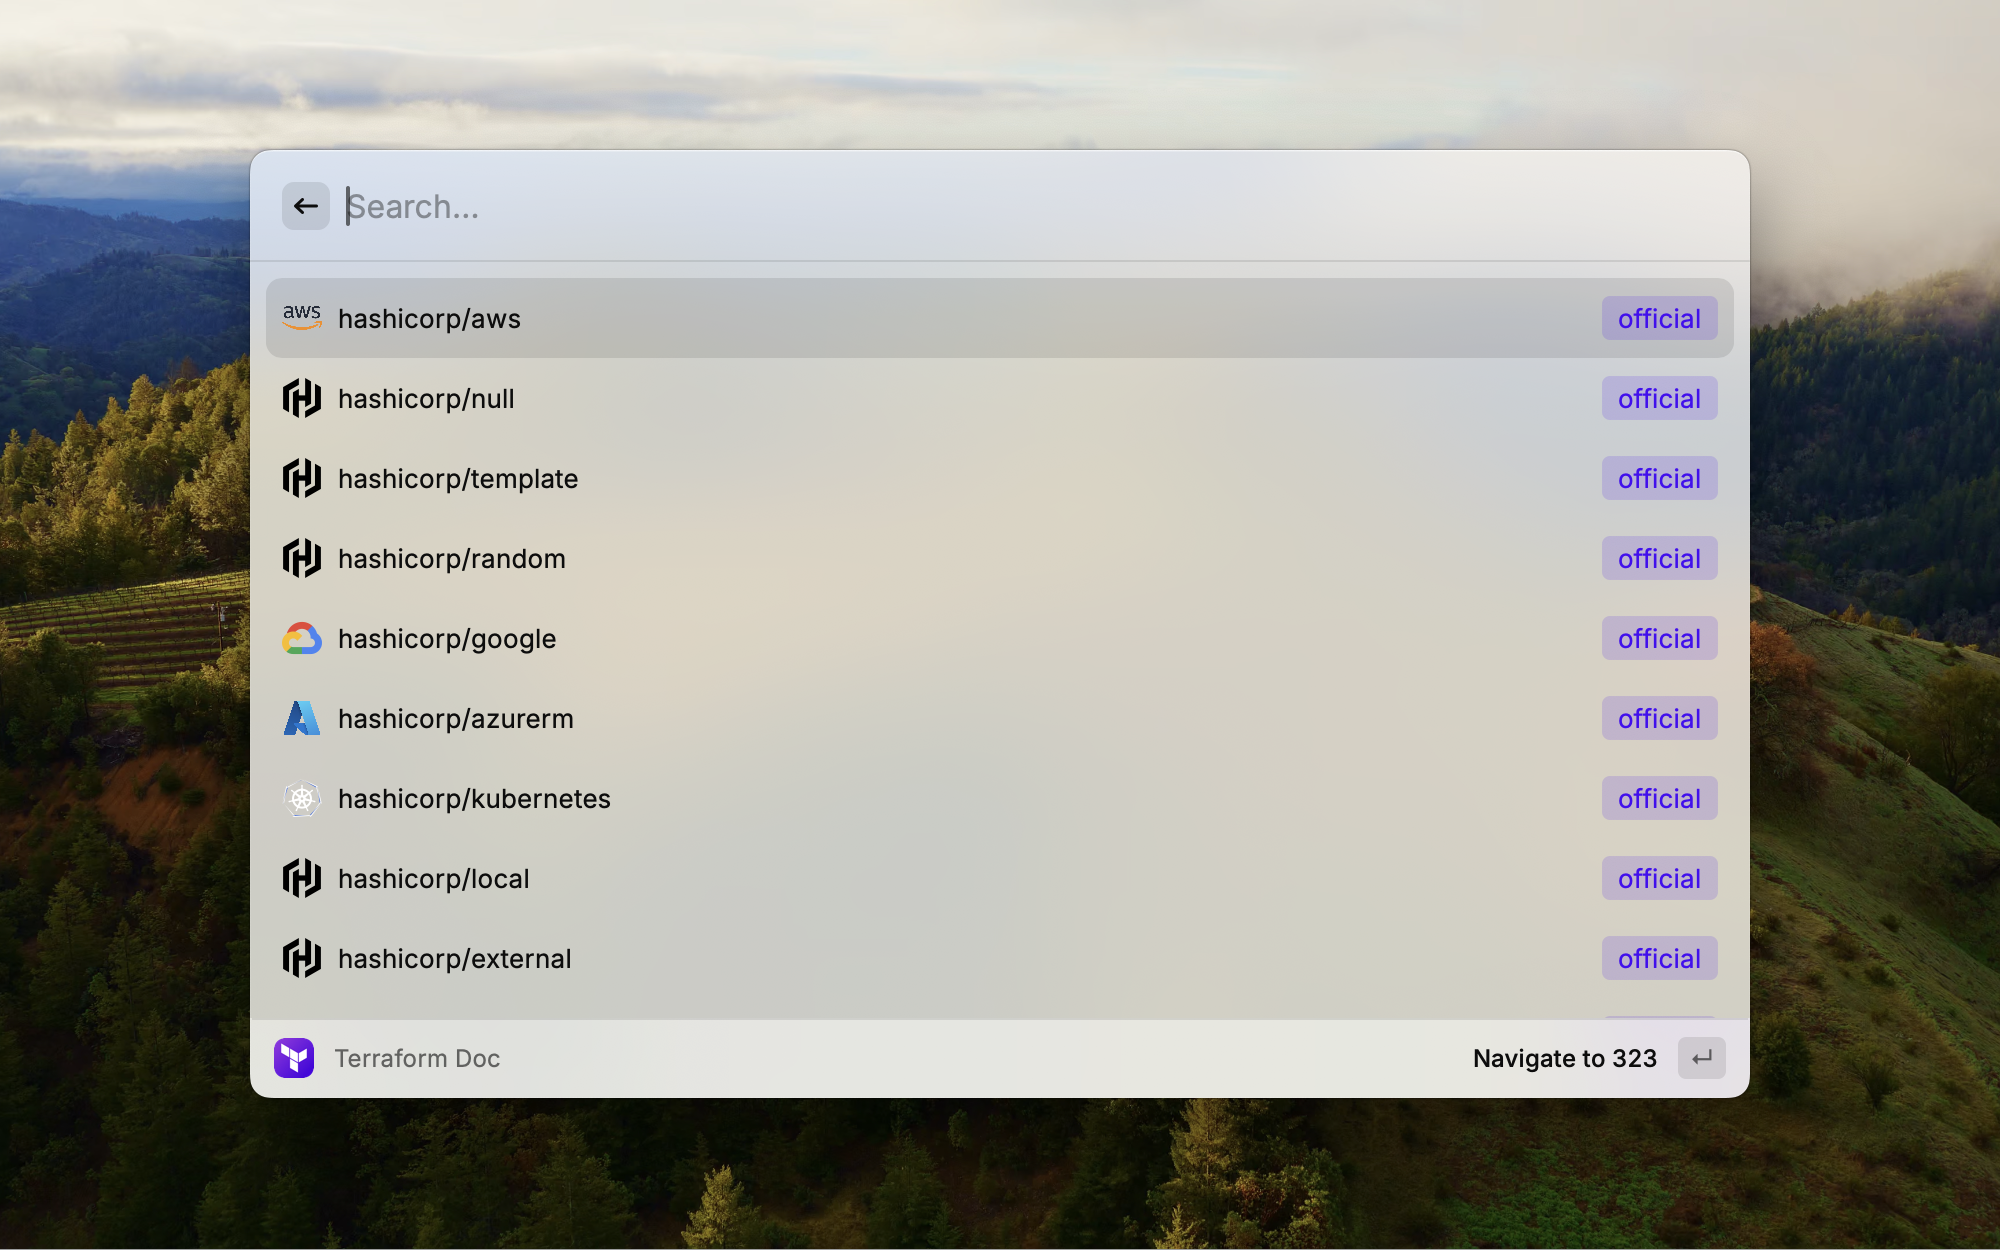 Search...
aws hashicorp/aws official
hashicorp/null official
hashicorp/template official
hashicorp/random official
hashicorp/google official
hashicorp/azurerm official
hashicorp/kubernetes official
hashicorp/local official
hashicorp/external official
Terraform Doc Navigate to 323